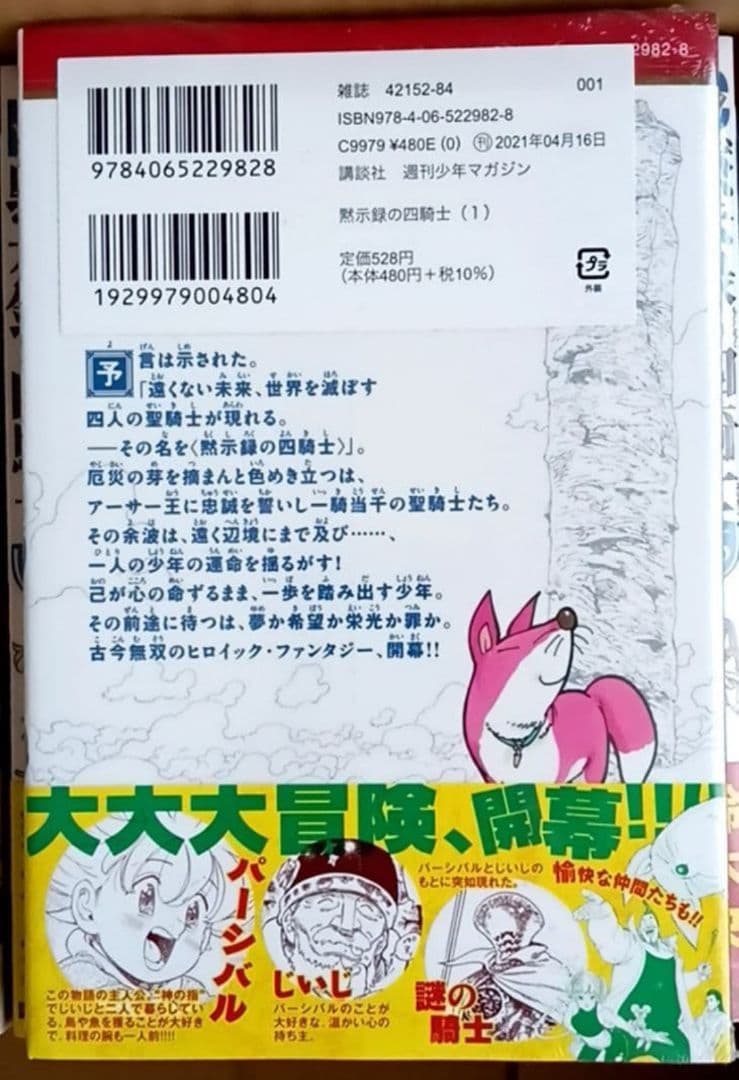 2982-8
雑誌 42152-84
001
ISBN978-4-06-522982-8
C9979 ¥480E (0) ㊞2021年04月16日
講談社 週刊少年マガジン
9784065229828
黙示録の四騎士(1)
定価528円
(本体480円+税10%)
プラ
外装
1929979004804
予言は示された。
「遠くない未来、世界を滅ぼす
四人の聖騎士が現れる。
――その名を〈黙示録の四騎士〉」。
厄災の芽を摘まんと色めき立つは、
アーサー王に忠誠を誓いし一騎当千の聖騎士たち。
その余波は、遠く辺境にまで及び……、
一人の少年の運命を揺るがす!
己が心の命ずるまま、一歩を踏み出す少年。
その前途に待つは、夢か希望か栄光か罪か。
古今無双のヒロイック・ファンタジー、開幕!!
大大大冒険、開幕!!!
パーシバル
この物語の主人公。“神の指”
でじいじと二人で暮らしてい
る。鳥や魚を獲ることが大好き
で、料理の腕も一人前!!!
じいじ
パーシバルのことが
大好きな、温かい心の
持ち主。
パーシバルとじいじの
もとに突如現れた。
謎の
騎士
愉快な仲間たちも!!